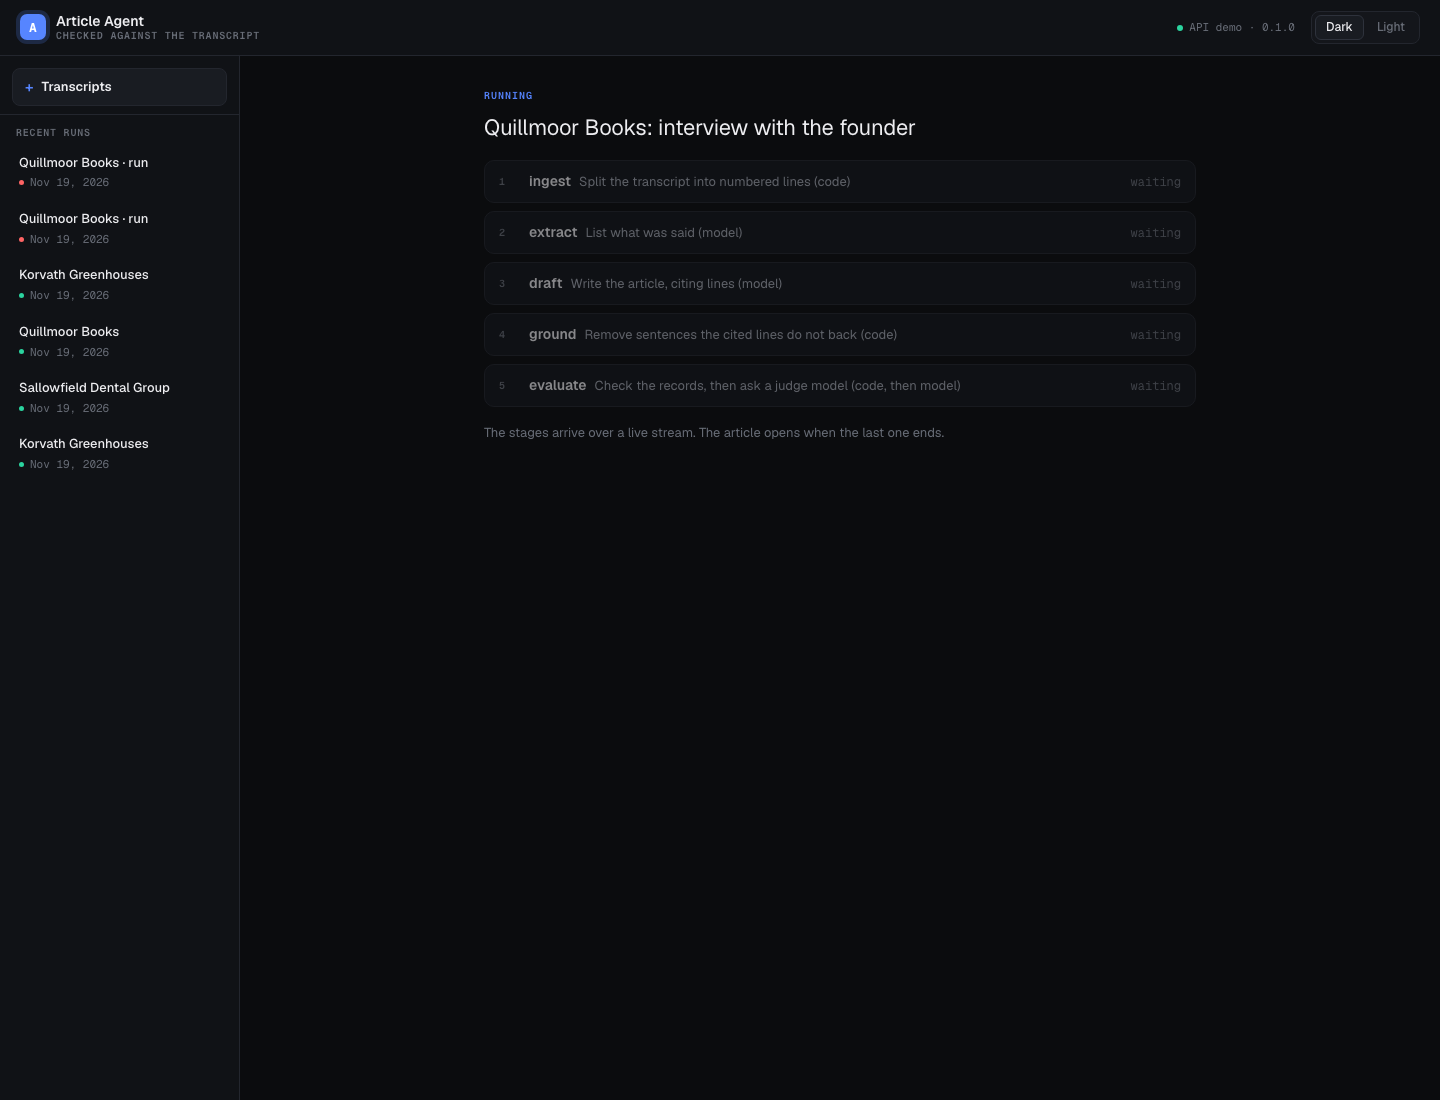 A
Article Agent
CHECKED AGAINST THE TRANSCRIPT
API demo · 0.1.0
Dark
Light
+ Transcripts
RECENT RUNS
Quillmoor Books · run
Nov 19, 2026
Quillmoor Books · run
Nov 19, 2026
Korvath Greenhouses
Nov 19, 2026
Quillmoor Books
Nov 19, 2026
Sallowfield Dental Group
Nov 19, 2026
Korvath Greenhouses
Nov 19, 2026
RUNNING
Quillmoor Books: interview with the founder
1 ingest Split the transcript into numbered lines (code) waiting
2 extract List what was said (model) waiting
3 draft Write the article, citing lines (model) waiting
4 ground Remove sentences the cited lines do not back (code) waiting
5 evaluate Check the records, then ask a judge model (code, then model) waiting
The stages arrive over a live stream. The article opens when the last one ends.